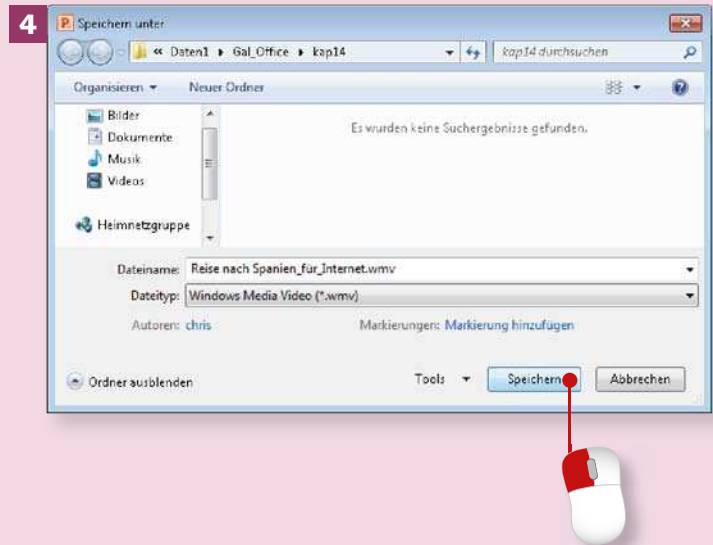 4
Speichern unter
« Daten1 ▸ Gal_Office ▸ kap14
kap14 durchsuchen
Organisieren
Neuer Ordner
Bilder
Dokumente
Musik
Videos
Heimnetzgruppe
Es wurden keine Suchergebnisse gefunden.
Dateiname: Reise nach Spanien_für_Internet.wmv
Dateityp: Windows Media Video (*.wmv)
Autoren: chris
Markierungen: Markierung hinzufügen
Ordner ausblenden
Tools
Speichern
Abbrechen